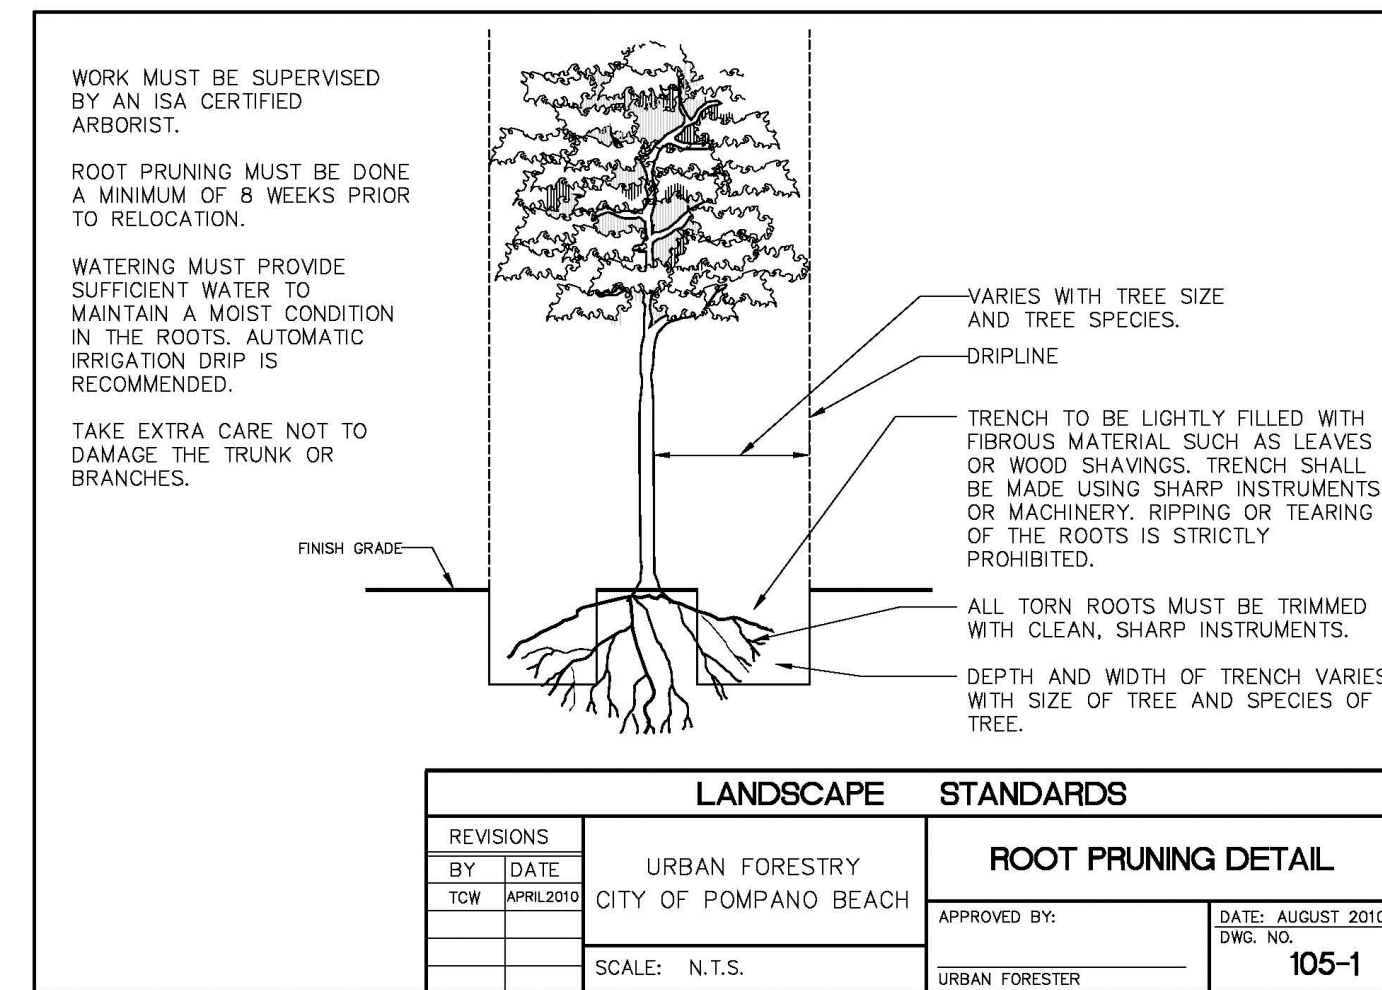 WORK MUST BE SUPERVISED
BY AN ISA CERTIFIED
ARBORIST.
ROOT PRUNING MUST BE DONE
A MINIMUM OF 8 WEEKS PRIOR
TO RELOCATION.
WATERING MUST PROVIDE
SUFFICIENT WATER TO
MAINTAIN A MOIST CONDITION
IN THE ROOTS. AUTOMATIC
IRRIGATION DRIP IS
RECOMMENDED.
TAKE EXTRA CARE NOT TO
DAMAGE THE TRUNK OR
BRANCHES.
FINISH GRADE
VARIES WITH TREE SIZE
AND TREE SPECIES.
DRIPLINE
TRENCH TO BE LIGHTLY FILLED WITH
FIBROUS MATERIAL SUCH AS LEAVES
OR WOOD SHAVINGS. TRENCH SHALL
BE MADE USING SHARP INSTRUMENTS
OR MACHINERY. RIPPING OR TEARING
OF THE ROOTS IS STRICTLY
PROHIBITED.
ALL TORN ROOTS MUST BE TRIMMED
WITH CLEAN, SHARP INSTRUMENTS.
DEPTH AND WIDTH OF TRENCH VARIES
WITH SIZE OF TREE AND SPECIES OF
TREE.
LANDSCAPE STANDARDS
REVISIONS
BY DATE
TCW APRIL2010
URBAN FORESTRY
CITY OF POMPANO BEACH
SCALE: N.T.S.
ROOT PRUNING DETAIL
APPROVED BY:
URBAN FORESTER
DATE: AUGUST 2010
DWG. NO.
105-1